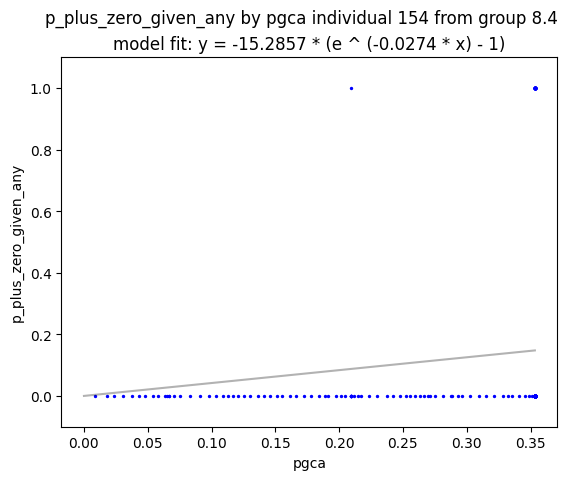 p_plus_zero_given_any by pgca individual 154 from group 8.4
model fit: y = -15.2857 * (e ^ (-0.0274 * x) - 1)
1.0
0.8
0.6
0.4
0.2
0.0
p_plus_zero_given_any
0.00 0.05 0.10 0.15 0.20 0.25 0.30 0.35
pgca